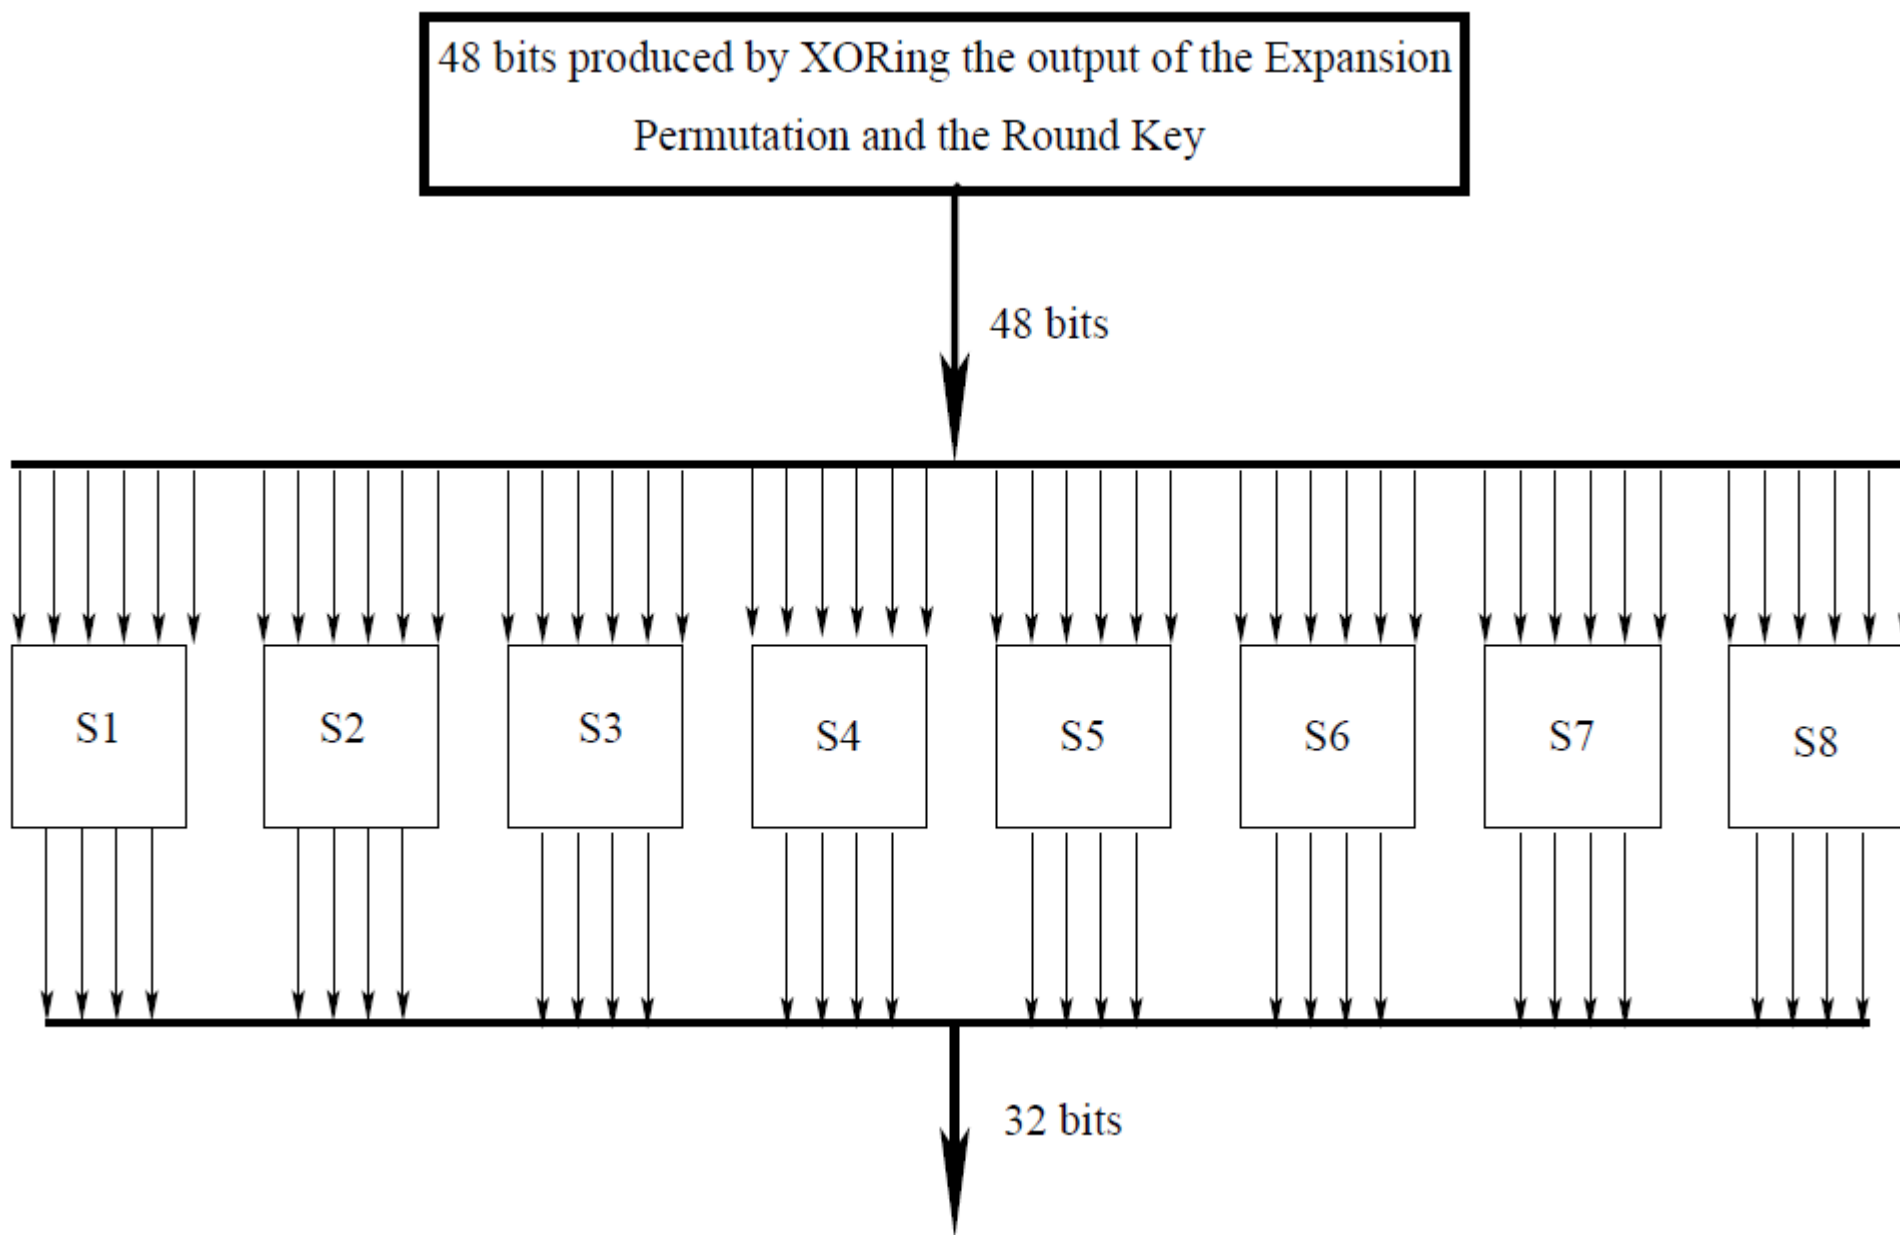 48 bits produced by XORing the output of the Expansion
Permutation and the Round Key
48 bits
S1 S2 S3 S4 S5 S6 S7 S8
32 bits